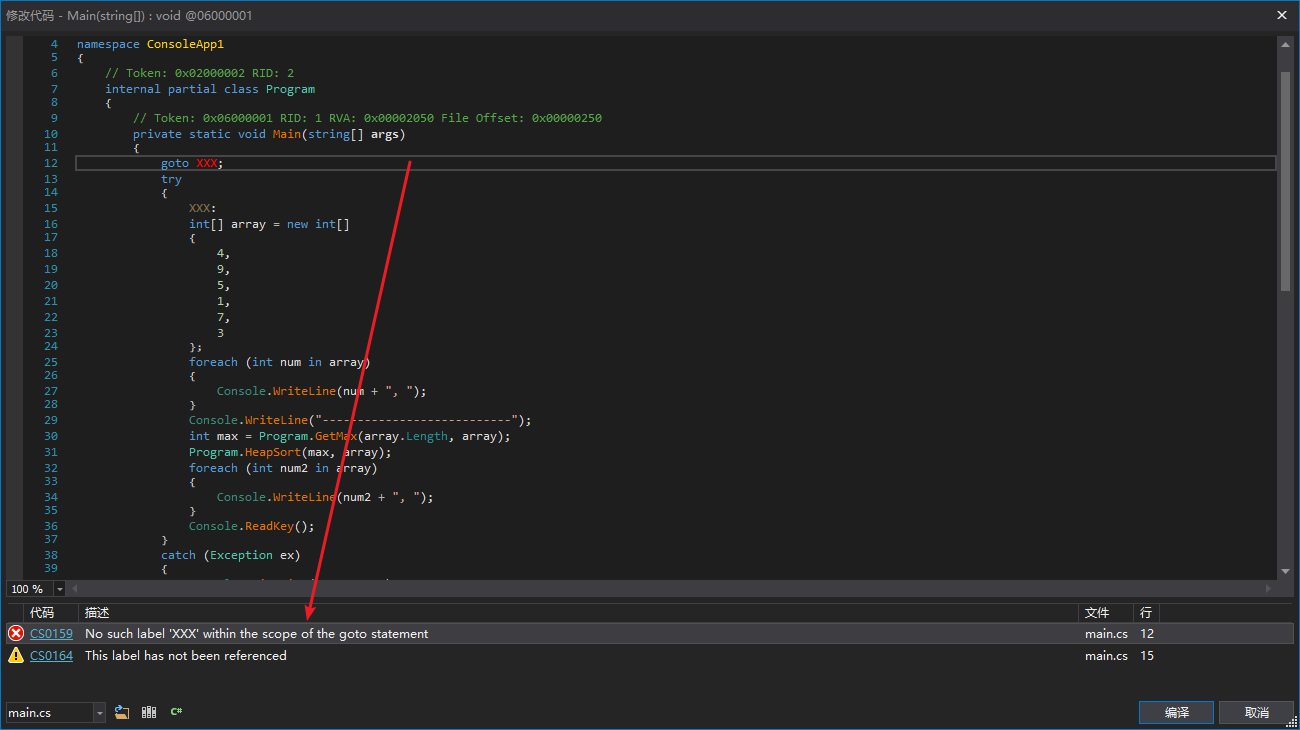 修改代码 - Main(string[]) : void @06000001
4 namespace ConsoleApp1
5 {
6 // Token: 0x02000002 RID: 2
7 internal partial class Program
8 {
9 // Token: 0x06000001 RID: 1 RVA: 0x00002050 File Offset: 0x00000250
10 private static void Main(string[] args)
11 {
12 goto XXX;
13 try
14 {
15 XXX:
16 int[] array = new int[]
17 {
18 4,
19 9,
20 5,
21 1,
22 7,
23 3
24 };
25 foreach (int num in array)
26 {
27 Console.WriteLine(num + ", ");
28 }
29 Console.WriteLine("---------------------------");
30 int max = Program.GetMax(array.Length, array);
31 Program.HeapSort(max, array);
32 foreach (int num2 in array)
33 {
34 Console.WriteLine(num2 + ", ");
35 }
36 Console.ReadKey();
37 }
38 catch (Exception ex)
39 {
100 %
代码 描述 文件 行
CS0159 No such label 'XXX' within the scope of the goto statement main.cs 12
CS0164 This label has not been referenced main.cs 15
main.cs C# 编译 取消